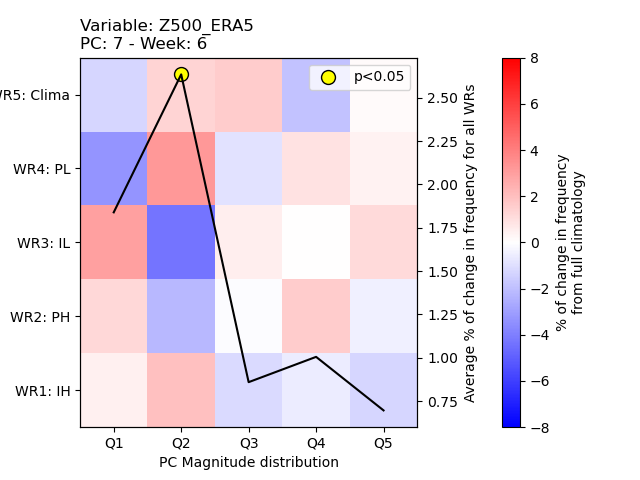 Variable: Z500_ERA5
PC: 7 - Week: 6
p<0.05
WR5: Clima
WR4: PL
WR3: IL
WR2: PH
WR1: IH
Q1 Q2 Q3 Q4 Q5
PC Magnitude distribution
2.50
2.25
2.00
1.75
1.50
1.25
1.00
0.75
Average % of change in frequency for all WRs
8
6
4
2
0
−2
−4
−6
−8
% of change in frequency
from full climatology